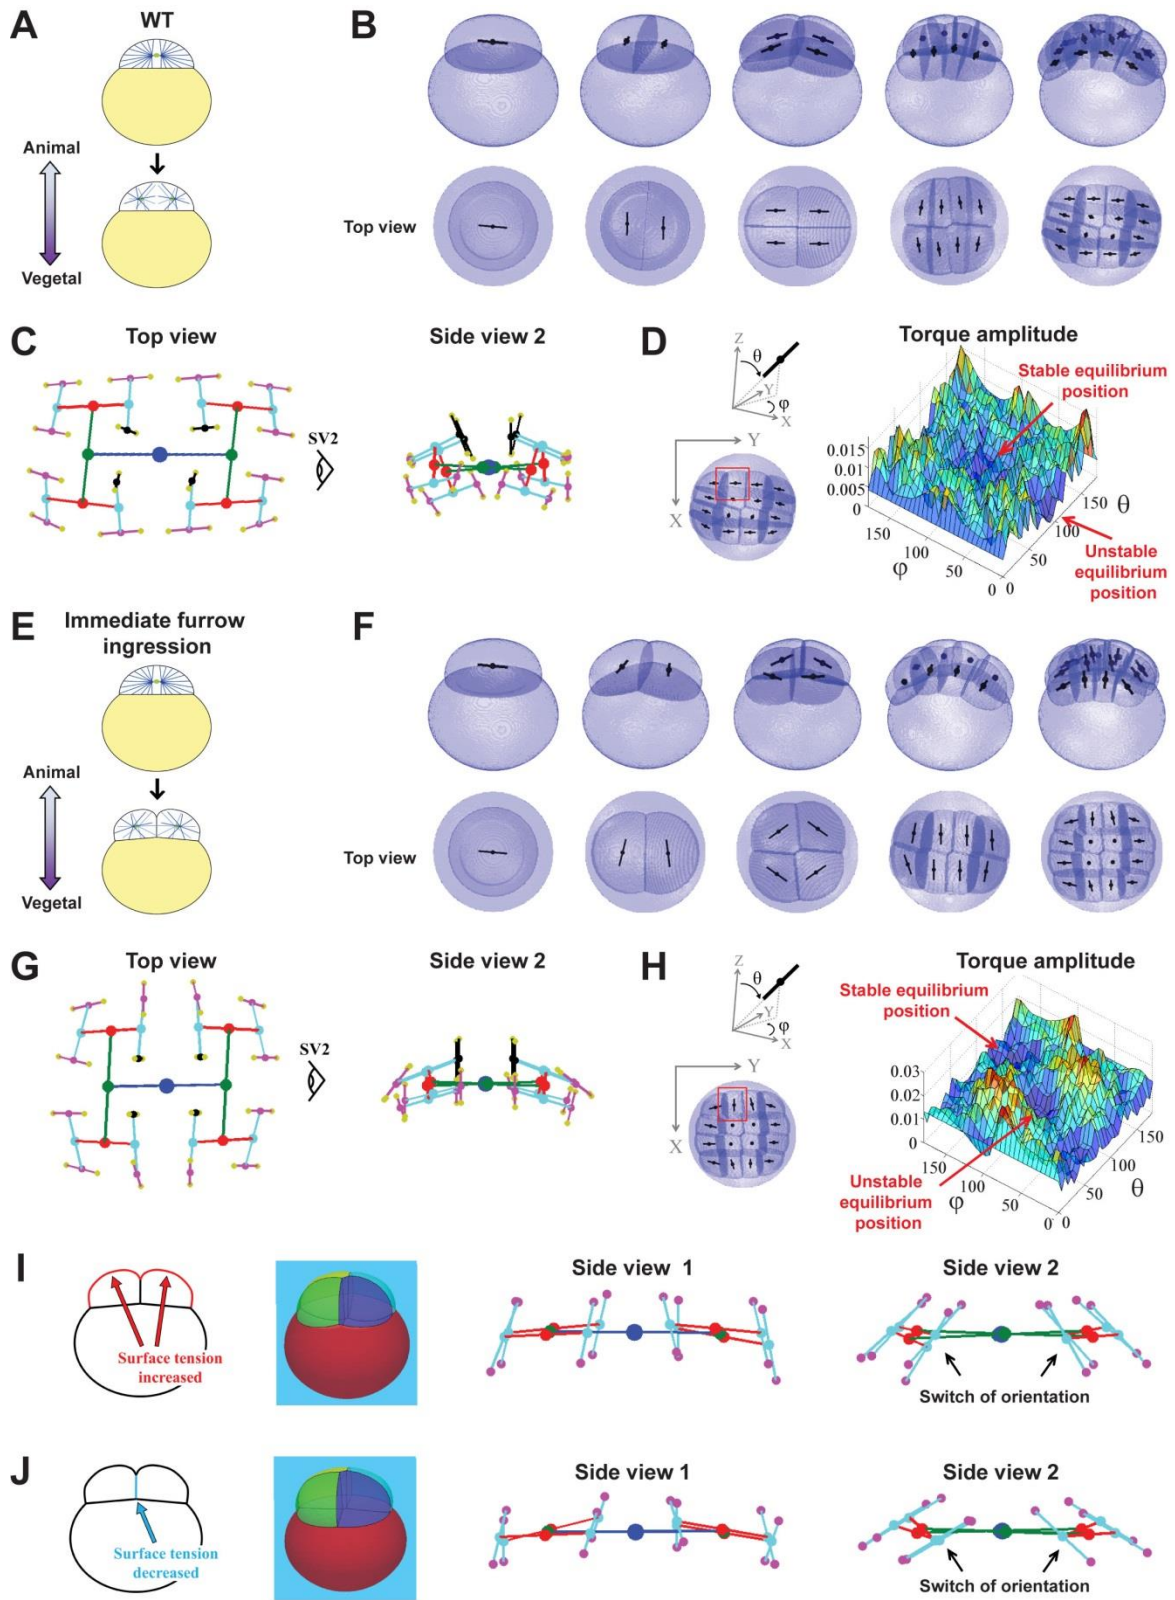 A
WT
Animal
Vegetal
B
Top view
C
Top view
Side view 2
SV2
D
Z
θ
Y
φ
X
Y
X
Torque amplitude
Stable equilibrium
position
0.015
0.01
0.005
0
150
100
50
0
φ
0
50
100
150
θ
Unstable
equilibrium
position
E
Immediate furrow
ingression
Animal
Vegetal
F
Top view
G
Top view
Side view 2
SV2
H
Z
θ
Y
φ
X
Y
X
Torque amplitude
Stable equilibrium
position
0.03
0.02
0.01
0
150
100
50
0
φ
0
50
100
150
θ
Unstable
equilibrium
position
I
Surface tension
increased
Side view 1
Side view 2
Switch of orientation
J
Surface tension
decreased
Side view 1
Side view 2
Switch of orientation